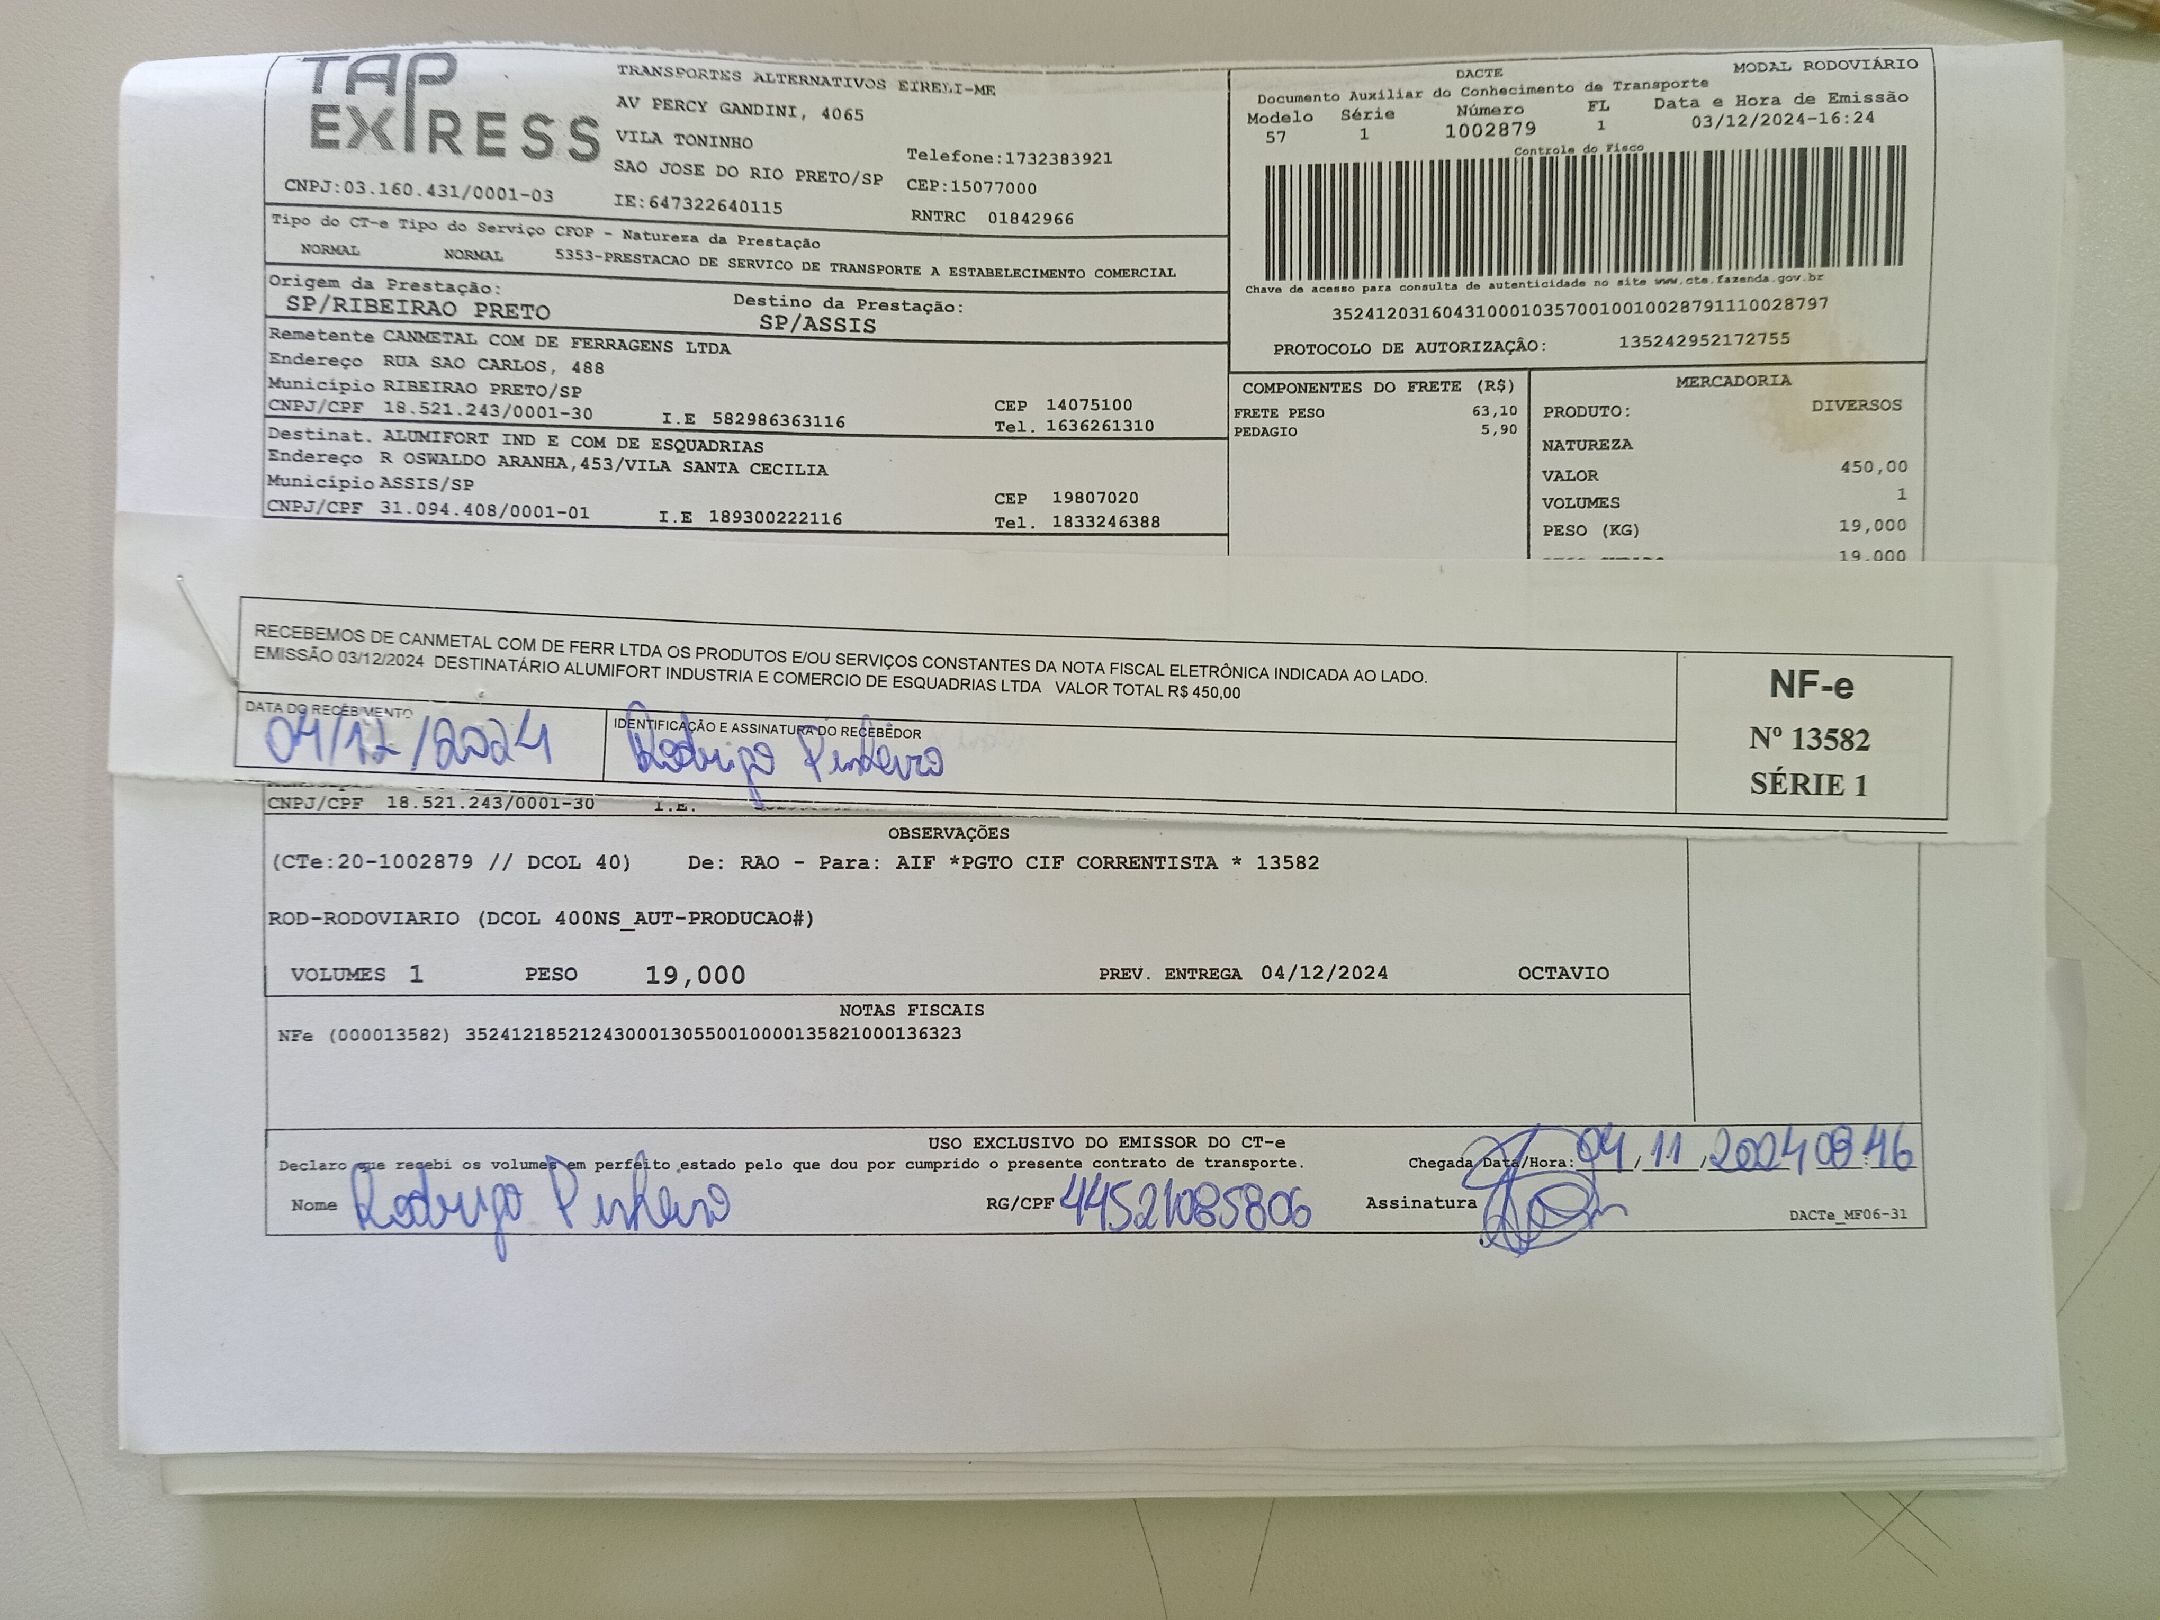 TAP EXPRESS
TRANSPORTES ALTERNATIVOS EIRELI-ME
AV PERCY GANDINI, 4065
VILA TONINHO
SAO JOSE DO RIO PRETO/SP
Telefone:1732383921
CEP:15077000
CNPJ:03.160.431/0001-03
IE:647322640115
RNTRC 01842966
Tipo do CT-e Tipo do Serviço CFOP - Natureza da Prestação
NORMAL NORMAL 5353-PRESTACAO DE SERVICO DE TRANSPORTE A ESTABELECIMENTO COMERCIAL
Origem da Prestação:
SP/RIBEIRAO PRETO
Destino da Prestação:
SP/ASSIS
Remetente CANMETAL COM DE FERRAGENS LTDA
Endereço RUA SAO CARLOS, 488
Município RIBEIRAO PRETO/SP
CNPJ/CPF 18.521.243/0001-30 I.E 582986363116
CEP 14075100
Tel. 1636261310
Destinat. ALUMIFORT IND E COM DE ESQUADRIAS
Endereço R OSWALDO ARANHA,453/VILA SANTA CECILIA
Município ASSIS/SP
CNPJ/CPF 31.094.408/0001-01 I.E 189300222116
CEP 19807020
Tel. 1833246388
DACTE
MODAL RODOVIÁRIO
Documento Auxiliar do Conhecimento de Transporte
Modelo Série Número FL Data e Hora de Emissão
57 1 1002879 1 03/12/2024-16:24
Controle do Fisco
Chave de acesso para consulta de autenticidade no site www.cte.fazenda.gov.br
35241203160431000103570010010028791110028797
PROTOCOLO DE AUTORIZAÇÃO: 135242952172755
COMPONENTES DO FRETE (R$)
FRETE PESO 63,10
PEDAGIO 5,90
MERCADORIA
PRODUTO: DIVERSOS
NATUREZA
VALOR 450,00
VOLUMES 1
PESO (KG) 19,000
19,000
RECEBEMOS DE CANMETAL COM DE FERR LTDA OS PRODUTOS E/OU SERVIÇOS CONSTANTES DA NOTA FISCAL ELETRÔNICA INDICADA AO LADO.
EMISSÃO 03/12/2024 DESTINATÁRIO ALUMIFORT INDUSTRIA E COMERCIO DE ESQUADRIAS LTDA VALOR TOTAL R$ 450,00
DATA DO RECEBIMENTO
04/12/2024
IDENTIFICAÇÃO E ASSINATURA DO RECEBEDOR
Rodrigo Pinheiro
NF-e
Nº 13582
SÉRIE 1
CNPJ/CPF 18.521.243/0001-30 I.E.
OBSERVAÇÕES
(CTe:20-1002879 // DCOL 40) De: RAO - Para: AIF *PGTO CIF CORRENTISTA * 13582
ROD-RODOVIARIO (DCOL 400NS_AUT-PRODUCAO#)
VOLUMES 1 PESO 19,000 PREV. ENTREGA 04/12/2024 OCTAVIO
NOTAS FISCAIS
NFe (000013582) 35241218521243000130550010000135821000136323
USO EXCLUSIVO DO EMISSOR DO CT-e
Declaro que recebi os volumes em perfeito estado pelo que dou por cumprido o presente contrato de transporte.
Chegada Data/Hora: 04/11/2024 08:46
Nome Rodrigo Pinheiro RG/CPF 44521085806 Assinatura
DACTe_MF06-31